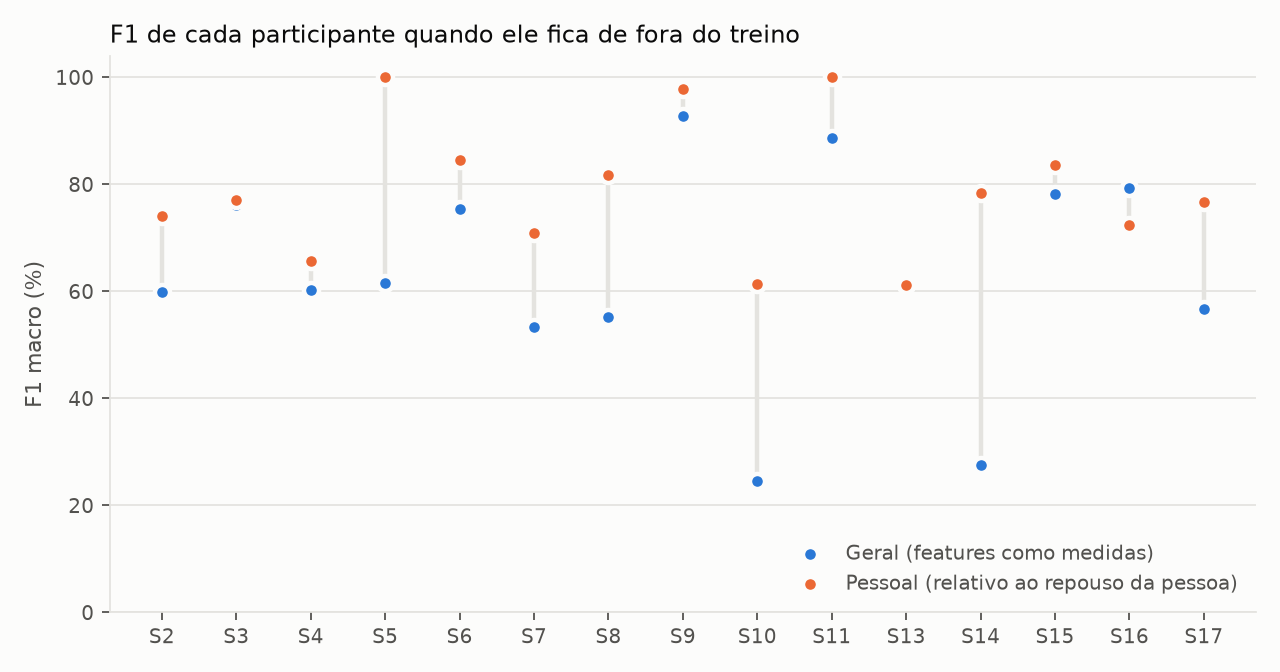 F1 de cada participante quando ele fica de fora do treino
F1 macro (%)
100
80
60
40
20
0
Geral (features como medidas)
Pessoal (relativo ao repouso da pessoa)
S2 S3 S4 S5 S6 S7 S8 S9 S10 S11 S13 S14 S15 S16 S17